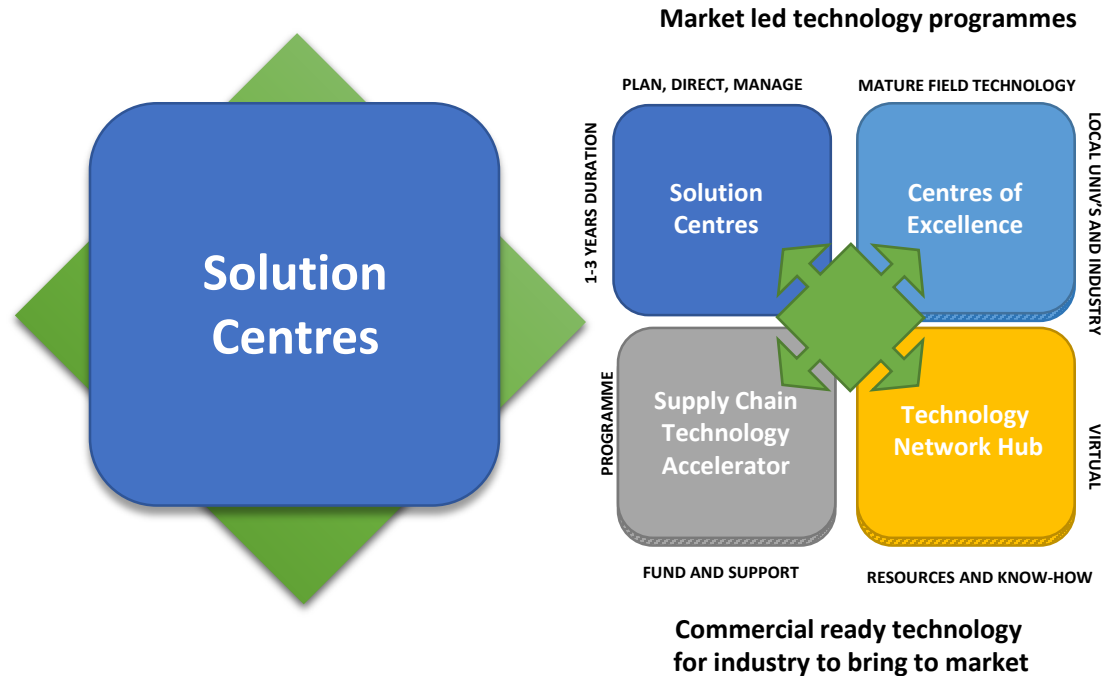 Solution
Centres
Market led technology programmes
PLAN, DIRECT, MANAGE
MATURE FIELD TECHNOLOGY
1-3 YEARS DURATION
Solution
Centres
Centres of
Excellence
LOCAL UNIV'S AND INDUSTRY
PROGRAMME
Supply Chain
Technology
Accelerator
Technology
Network Hub
VIRTUAL
FUND AND SUPPORT
RESOURCES AND KNOW-HOW
Commercial ready technology
for industry to bring to market